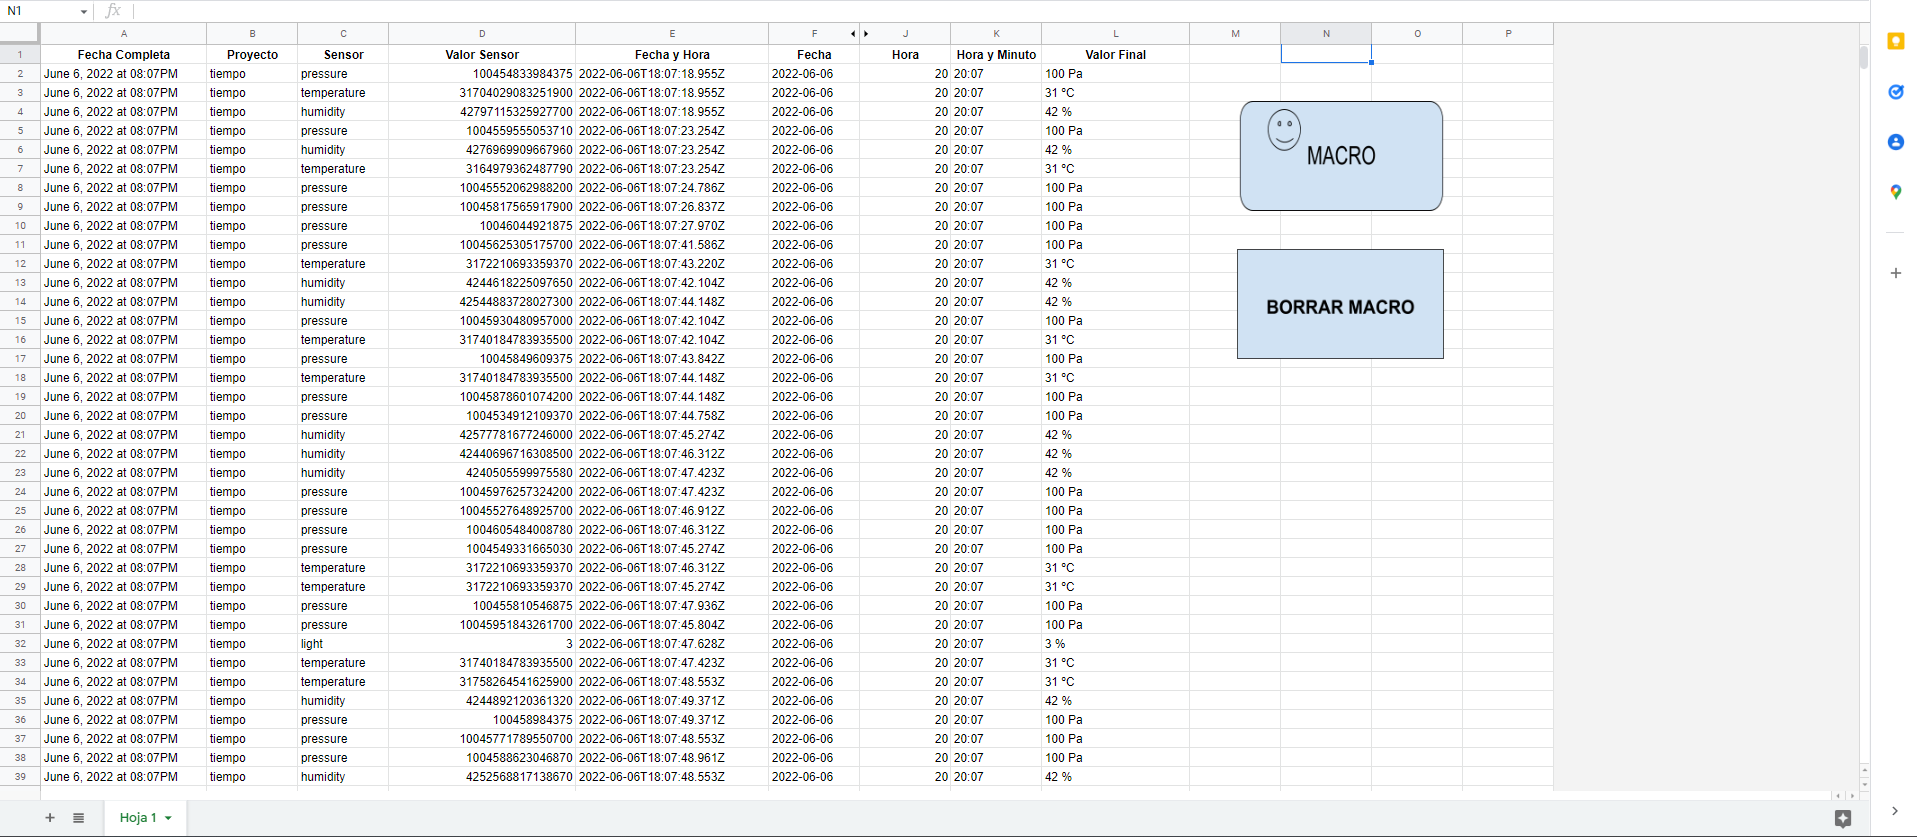 N1 fx
A B C D E F J K L M N O P
1 Fecha Completa Proyecto Sensor Valor Sensor Fecha y Hora Fecha Hora Hora y Minuto Valor Final
2 June 6, 2022 at 08:07PM tiempo pressure 100454833984375 2022-06-06T18:07:18.955Z 2022-06-06 20 20:07 100 Pa
3 June 6, 2022 at 08:07PM tiempo temperature 31704029083251900 2022-06-06T18:07:18.955Z 2022-06-06 20 20:07 31 ºC
4 June 6, 2022 at 08:07PM tiempo humidity 42797115325927700 2022-06-06T18:07:18.955Z 2022-06-06 20 20:07 42 %
5 June 6, 2022 at 08:07PM tiempo pressure 1004559555053710 2022-06-06T18:07:23.254Z 2022-06-06 20 20:07 100 Pa
6 June 6, 2022 at 08:07PM tiempo humidity 4276969909667960 2022-06-06T18:07:23.254Z 2022-06-06 20 20:07 42 %
7 June 6, 2022 at 08:07PM tiempo temperature 3164979362487790 2022-06-06T18:07:23.254Z 2022-06-06 20 20:07 31 ºC
MACRO
8 June 6, 2022 at 08:07PM tiempo pressure 10045552062988200 2022-06-06T18:07:24.786Z 2022-06-06 20 20:07 100 Pa
9 June 6, 2022 at 08:07PM tiempo pressure 10045817565917900 2022-06-06T18:07:26.837Z 2022-06-06 20 20:07 100 Pa
10 June 6, 2022 at 08:07PM tiempo pressure 10046044921875 2022-06-06T18:07:27.970Z 2022-06-06 20 20:07 100 Pa
11 June 6, 2022 at 08:07PM tiempo pressure 10045625305175700 2022-06-06T18:07:41.586Z 2022-06-06 20 20:07 100 Pa
12 June 6, 2022 at 08:07PM tiempo temperature 3172210693359370 2022-06-06T18:07:43.220Z 2022-06-06 20 20:07 31 ºC
13 June 6, 2022 at 08:07PM tiempo humidity 4244618225097650 2022-06-06T18:07:42.104Z 2022-06-06 20 20:07 42 %
14 June 6, 2022 at 08:07PM tiempo humidity 42544883728027300 2022-06-06T18:07:44.148Z 2022-06-06 20 20:07 42 %
BORRAR MACRO
15 June 6, 2022 at 08:07PM tiempo pressure 10045930480957000 2022-06-06T18:07:42.104Z 2022-06-06 20 20:07 100 Pa
16 June 6, 2022 at 08:07PM tiempo temperature 31740184783935500 2022-06-06T18:07:42.104Z 2022-06-06 20 20:07 31 ºC
17 June 6, 2022 at 08:07PM tiempo pressure 10045849609375 2022-06-06T18:07:43.842Z 2022-06-06 20 20:07 100 Pa
18 June 6, 2022 at 08:07PM tiempo temperature 31740184783935500 2022-06-06T18:07:44.148Z 2022-06-06 20 20:07 31 ºC
19 June 6, 2022 at 08:07PM tiempo pressure 10045878601074200 2022-06-06T18:07:44.148Z 2022-06-06 20 20:07 100 Pa
20 June 6, 2022 at 08:07PM tiempo pressure 1004534912109370 2022-06-06T18:07:44.758Z 2022-06-06 20 20:07 100 Pa
21 June 6, 2022 at 08:07PM tiempo humidity 42577781677246000 2022-06-06T18:07:45.274Z 2022-06-06 20 20:07 42 %
22 June 6, 2022 at 08:07PM tiempo humidity 42440696716308500 2022-06-06T18:07:46.312Z 2022-06-06 20 20:07 42 %
23 June 6, 2022 at 08:07PM tiempo humidity 4240505599975580 2022-06-06T18:07:47.423Z 2022-06-06 20 20:07 42 %
24 June 6, 2022 at 08:07PM tiempo pressure 10045976257324200 2022-06-06T18:07:47.423Z 2022-06-06 20 20:07 100 Pa
25 June 6, 2022 at 08:07PM tiempo pressure 10045527648925700 2022-06-06T18:07:46.912Z 2022-06-06 20 20:07 100 Pa
26 June 6, 2022 at 08:07PM tiempo pressure 1004605484008780 2022-06-06T18:07:46.312Z 2022-06-06 20 20:07 100 Pa
27 June 6, 2022 at 08:07PM tiempo pressure 1004549331665030 2022-06-06T18:07:45.274Z 2022-06-06 20 20:07 100 Pa
28 June 6, 2022 at 08:07PM tiempo temperature 3172210693359370 2022-06-06T18:07:46.312Z 2022-06-06 20 20:07 31 ºC
29 June 6, 2022 at 08:07PM tiempo temperature 3172210693359370 2022-06-06T18:07:45.274Z 2022-06-06 20 20:07 31 ºC
30 June 6, 2022 at 08:07PM tiempo pressure 100455810546875 2022-06-06T18:07:47.936Z 2022-06-06 20 20:07 100 Pa
31 June 6, 2022 at 08:07PM tiempo pressure 10045951843261700 2022-06-06T18:07:45.804Z 2022-06-06 20 20:07 100 Pa
32 June 6, 2022 at 08:07PM tiempo light 3 2022-06-06T18:07:47.628Z 2022-06-06 20 20:07 3 %
33 June 6, 2022 at 08:07PM tiempo temperature 31740184783935500 2022-06-06T18:07:47.423Z 2022-06-06 20 20:07 31 ºC
34 June 6, 2022 at 08:07PM tiempo temperature 31758264541625900 2022-06-06T18:07:48.553Z 2022-06-06 20 20:07 31 ºC
35 June 6, 2022 at 08:07PM tiempo humidity 4244892120361320 2022-06-06T18:07:49.371Z 2022-06-06 20 20:07 42 %
36 June 6, 2022 at 08:07PM tiempo pressure 100458984375 2022-06-06T18:07:49.371Z 2022-06-06 20 20:07 100 Pa
37 June 6, 2022 at 08:07PM tiempo pressure 10045771789550700 2022-06-06T18:07:48.553Z 2022-06-06 20 20:07 100 Pa
38 June 6, 2022 at 08:07PM tiempo pressure 1004588623046870 2022-06-06T18:07:48.961Z 2022-06-06 20 20:07 100 Pa
39 June 6, 2022 at 08:07PM tiempo humidity 4252568817138670 2022-06-06T18:07:48.553Z 2022-06-06 20 20:07 42 %
Hoja 1